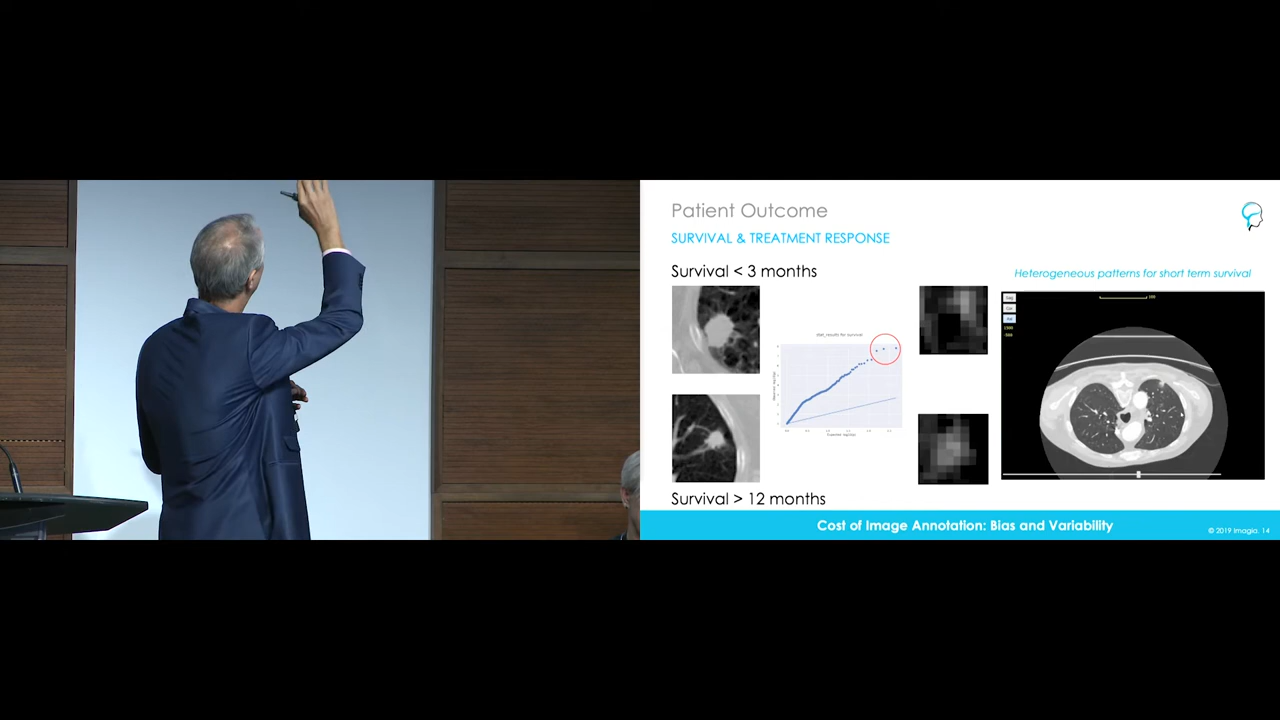 Patient Outcome
SURVIVAL & TREATMENT RESPONSE
Survival < 3 months
Heterogeneous patterns for short term survival
Survival > 12 months
Cost of Image Annotation: Bias and Variability
© 2019 Imagia. 14